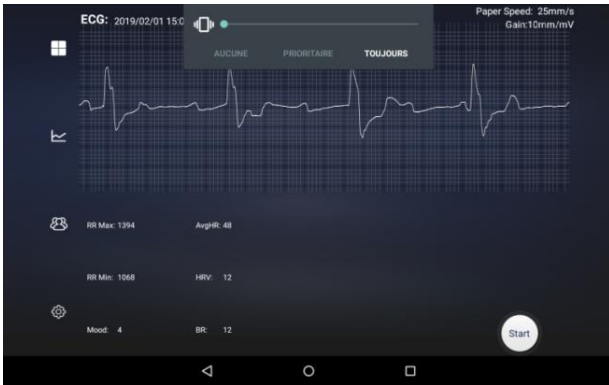 ECG: 2019/02/01 15:0
Paper Speed: 25mm/s
Gain:10mm/mV
AUCUNE PRIORITAIRE TOUJOURS
RR Max: 1394 AvgHR: 48
RR Min: 1068 HRV: 12
Mood: 4 BR: 12
Start